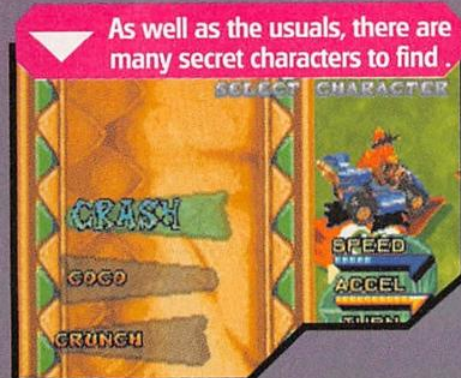 As well as the usuals, there are
many secret characters to find .
SELECT CHARACTER
CRASH
COCO
CRUNCH
SPEED
ACCEL
TURN